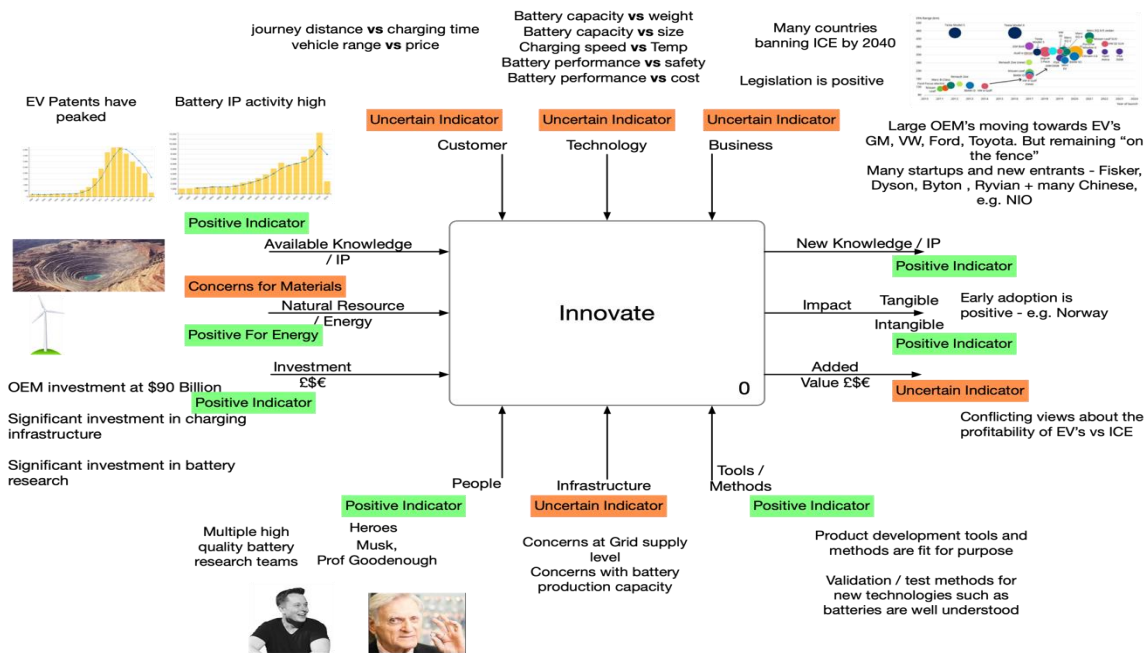 journey distance vs charging time
vehicle range vs price
Battery capacity vs weight
Battery capacity vs size
Charging speed vs Temp
Battery performance vs safety
Battery performance vs cost
Many countries
banning ICE by 2040
Legislation is positive
EV Patents have
peaked
Battery IP activity high
Uncertain Indicator
Customer
Uncertain Indicator
Technology
Uncertain Indicator
Business
Large OEM's moving towards EV's
GM, VW, Ford, Toyota. But remaining "on
the fence"
Many startups and new entrants - Fisker,
Dyson, Byton , Ryvian + many Chinese,
e.g. NIO
Positive Indicator
Available Knowledge
/ IP
Concerns for Materials
Natural Resource
/ Energy
Positive For Energy
Investment
£$€
Positive Indicator
OEM investment at $90 Billion
Significant investment in charging
infrastructure
Significant investment in battery
research
Innovate
0
New Knowledge / IP
Positive Indicator
Impact
Tangible
Intangible
Positive Indicator
Early adoption is
positive - e.g. Norway
Added
Value £$€
Uncertain Indicator
Conflicting views about the
profitability of EV's vs ICE
People
Positive Indicator
Heroes
Musk,
Prof Goodenough
Multiple high
quality battery
research teams
Infrastructure
Uncertain Indicator
Concerns at Grid supply
level
Concerns with battery
production capacity
Tools /
Methods
Positive Indicator
Product development tools and
methods are fit for purpose
Validation / test methods for
new technologies such as
batteries are well understood